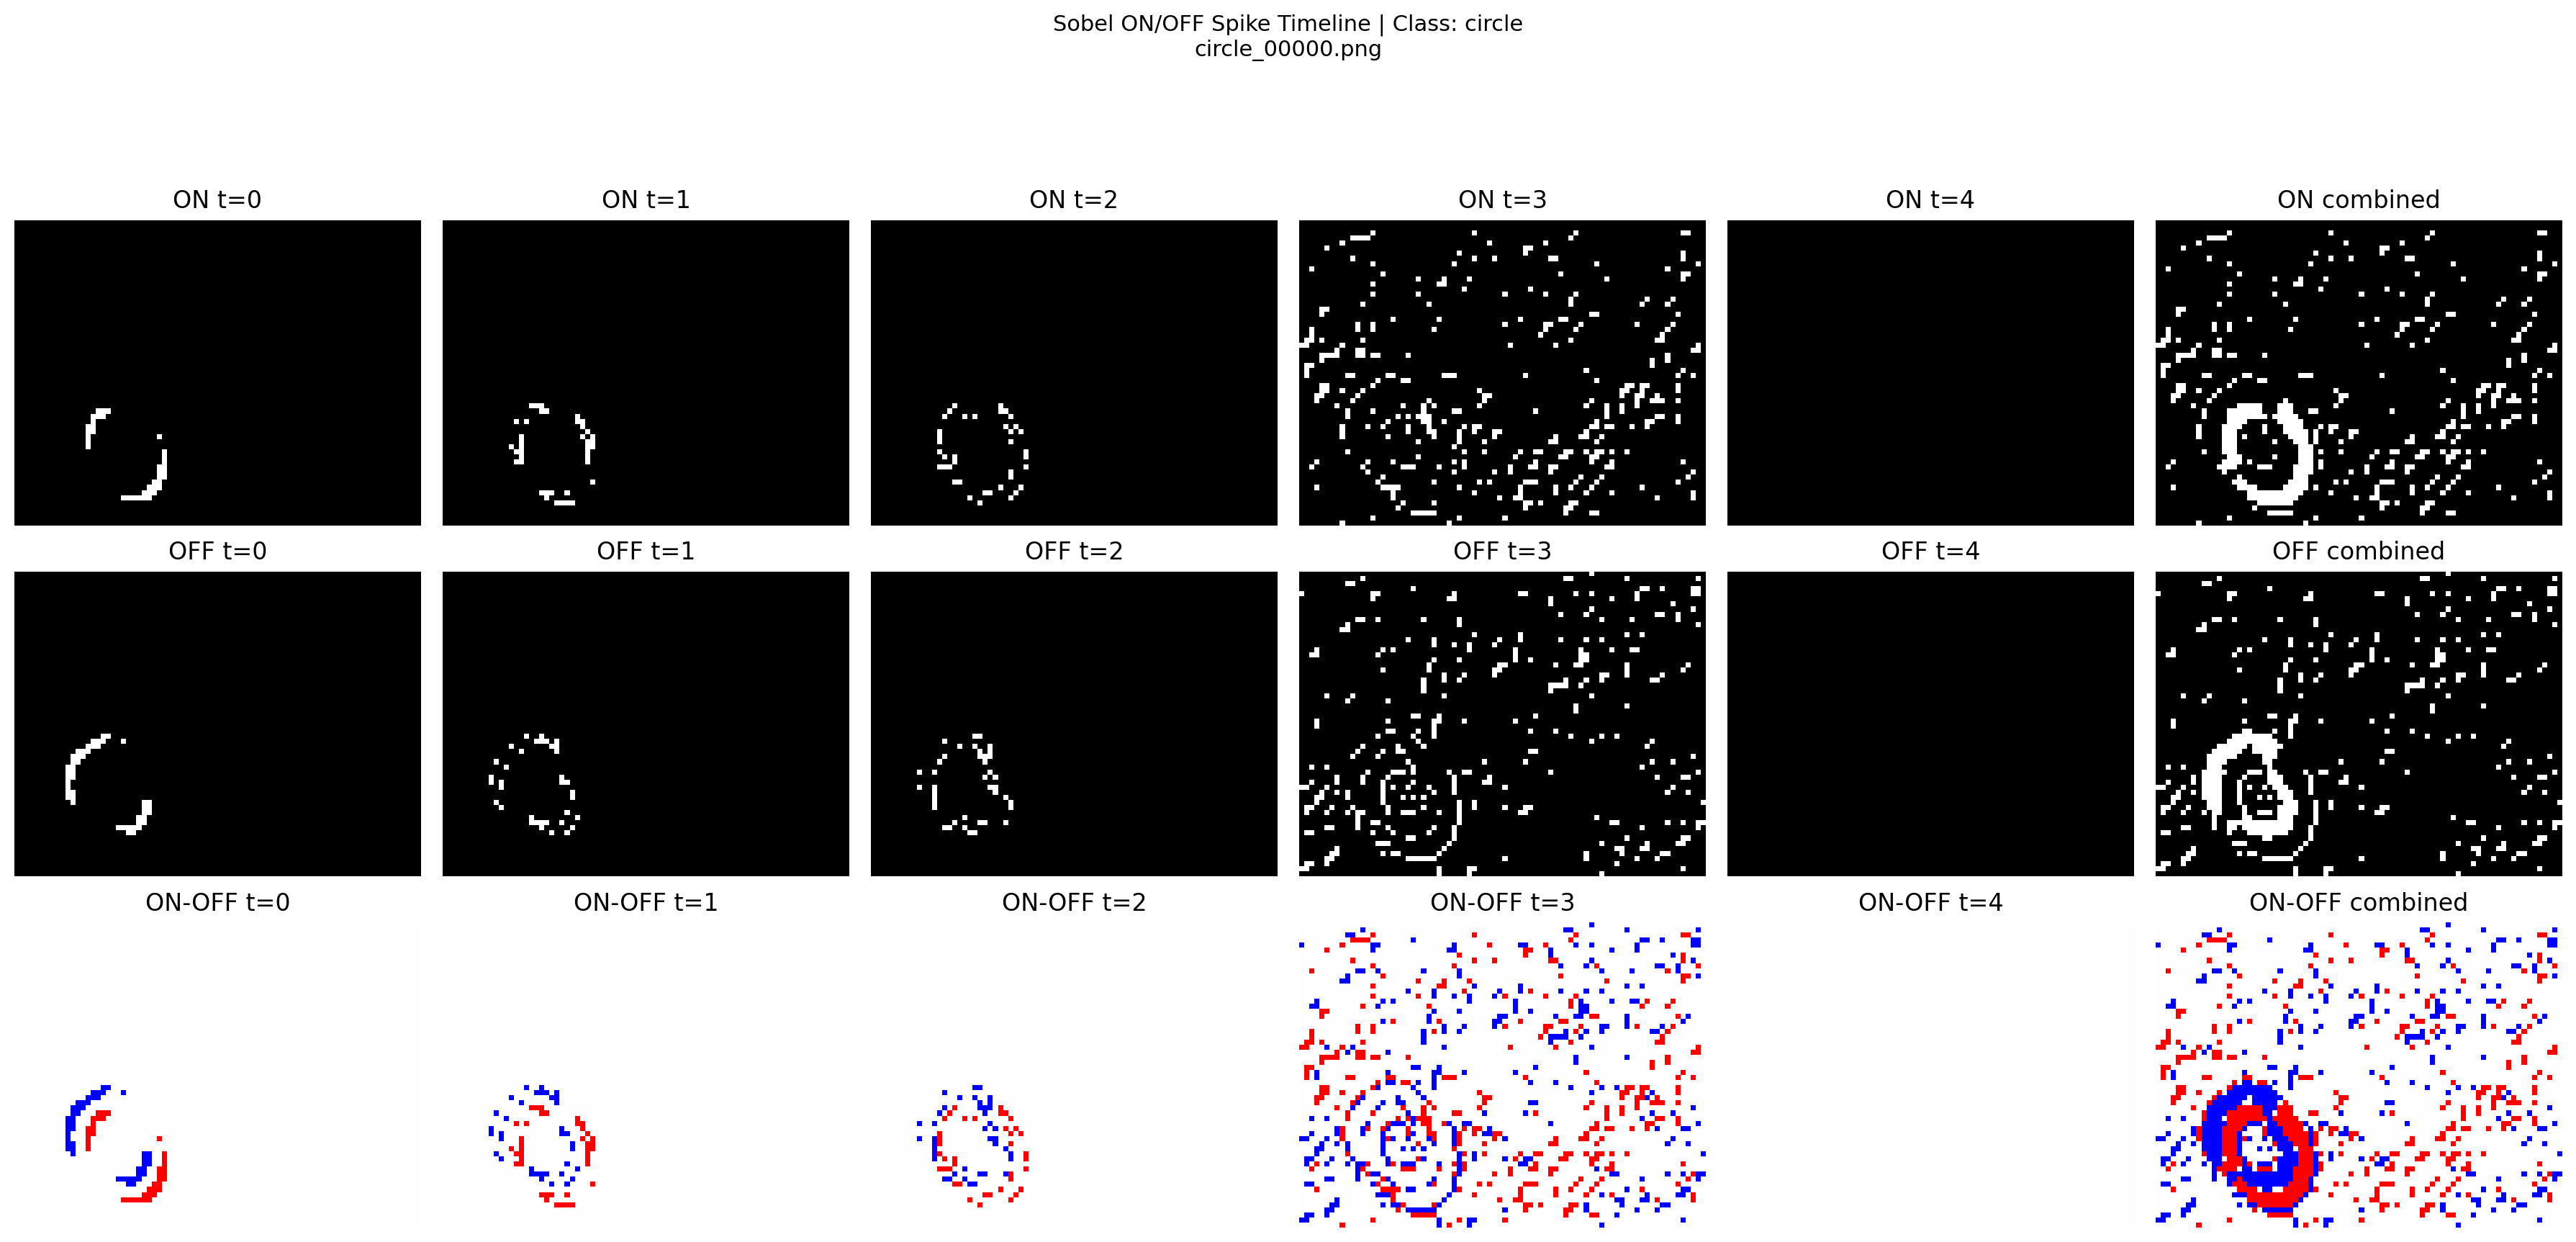 Sobel ON/OFF Spike Timeline | Class: circle
circle_00000.png
ON t=0
ON t=1
ON t=2
ON t=3
ON t=4
ON combined
OFF t=0
OFF t=1
OFF t=2
OFF t=3
OFF t=4
OFF combined
ON-OFF t=0
ON-OFF t=1
ON-OFF t=2
ON-OFF t=3
ON-OFF t=4
ON-OFF combined